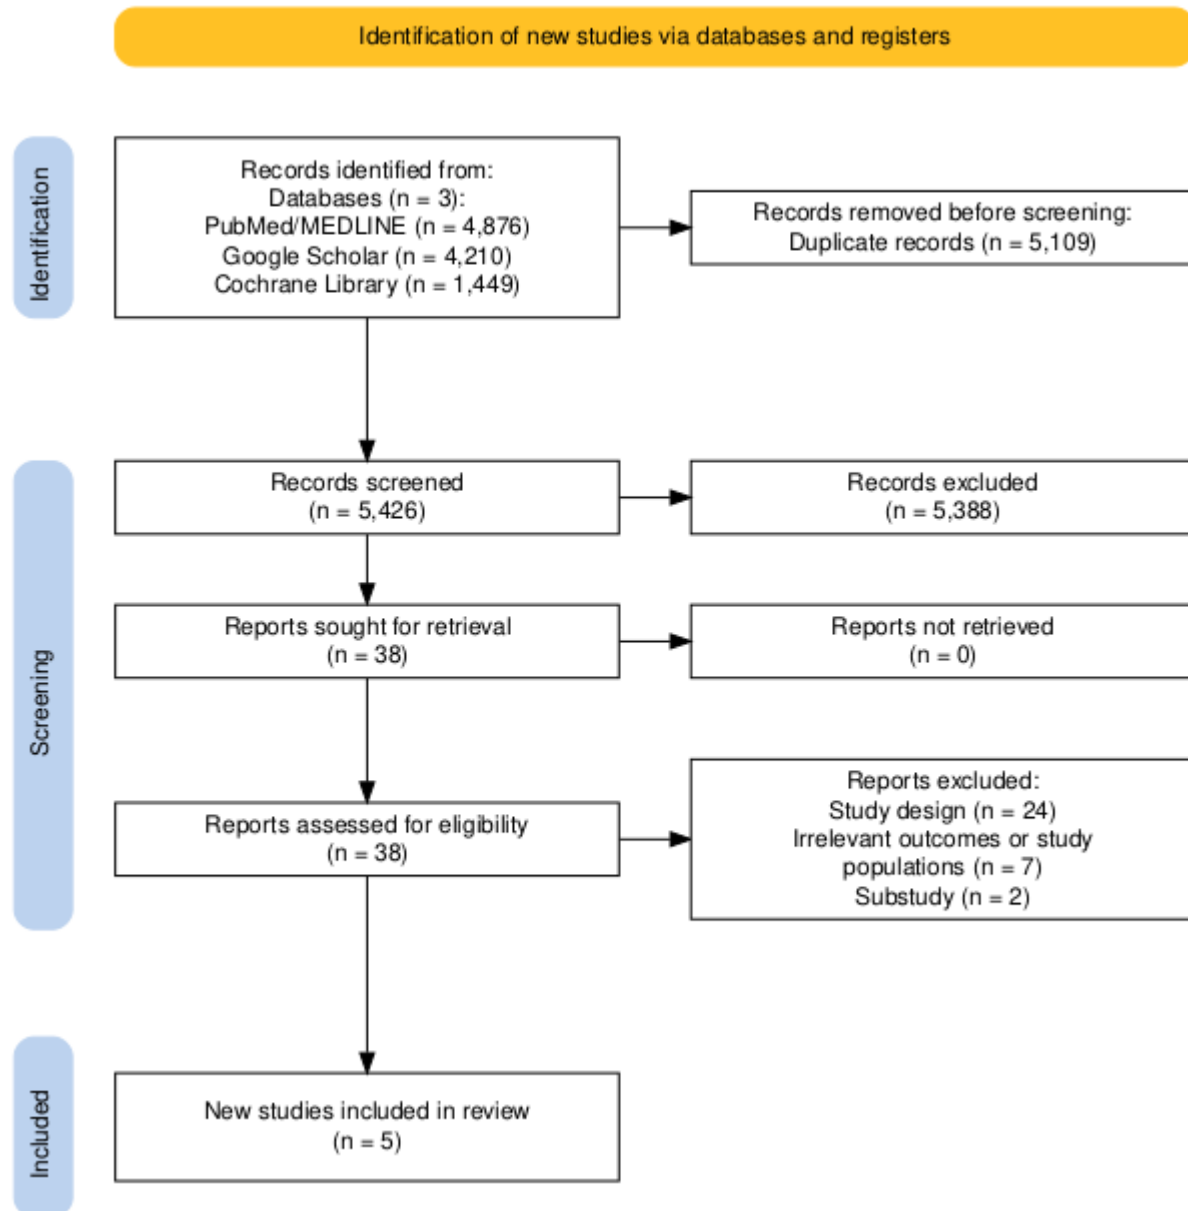 Identification of new studies via databases and registers
Identification
Records identified from:
Databases (n = 3):
PubMed/MEDLINE (n = 4,876)
Google Scholar (n = 4,210)
Cochrane Library (n = 1,449)
Records removed before screening:
Duplicate records (n = 5,109)
Screening
Records screened
(n = 5,426)
Records excluded
(n = 5,388)
Reports sought for retrieval
(n = 38)
Reports not retrieved
(n = 0)
Reports assessed for eligibility
(n = 38)
Reports excluded:
Study design (n = 24)
Irrelevant outcomes or study
populations (n = 7)
Substudy (n = 2)
Included
New studies included in review
(n = 5)